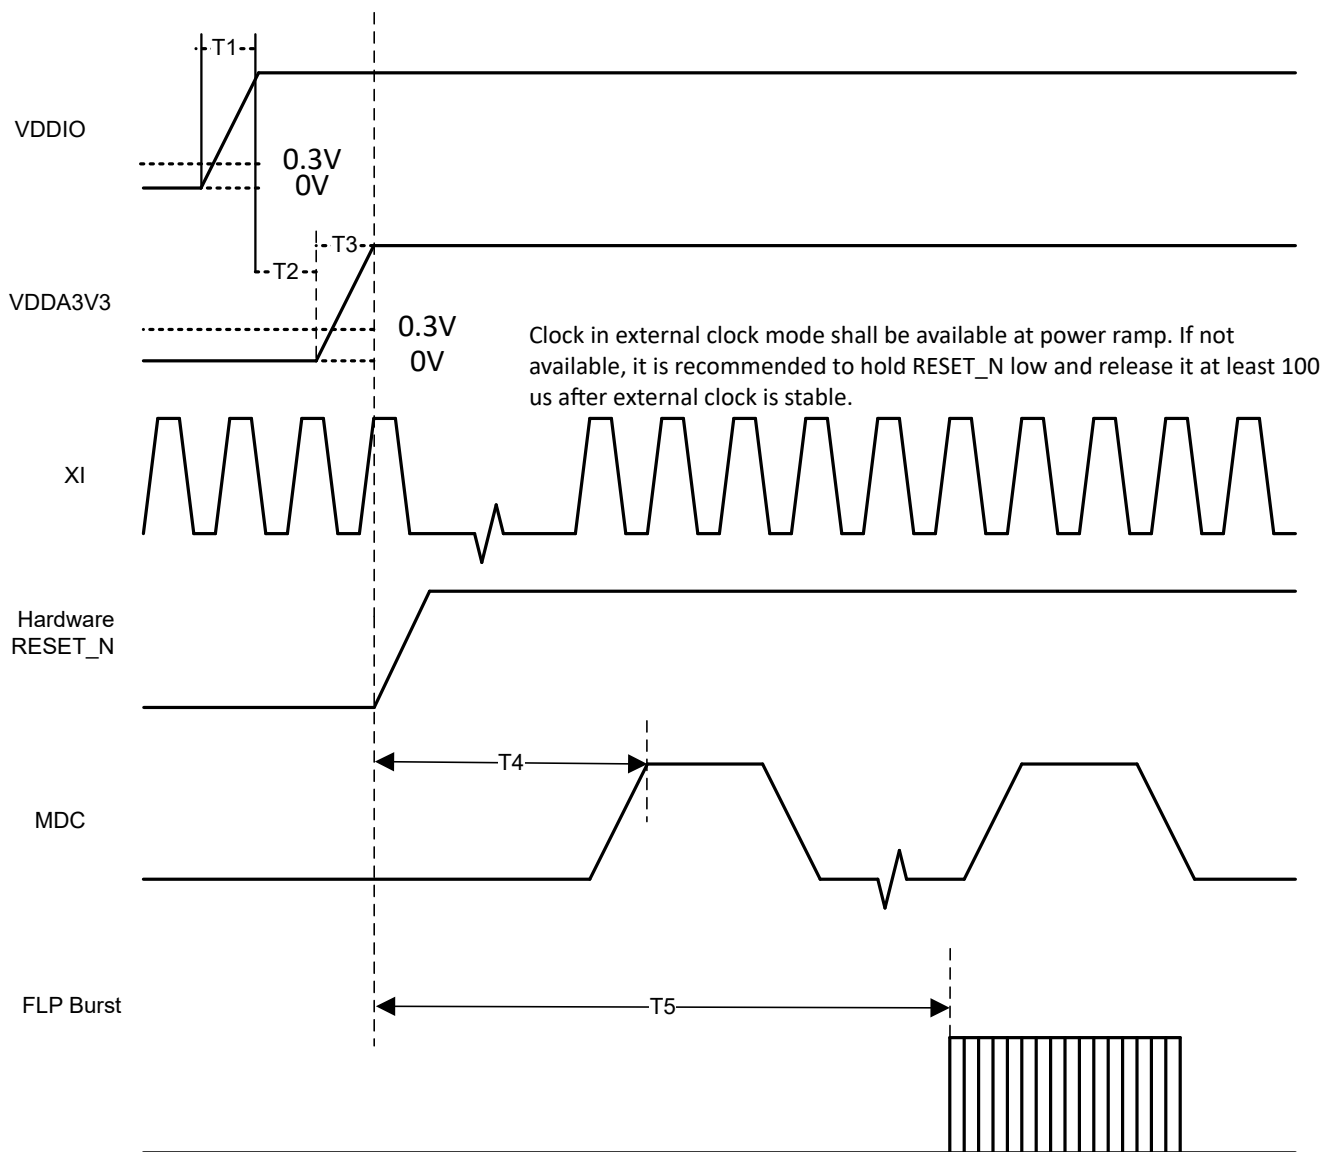 T1
VDDIO
0.3V
0V
T3
T2
VDDA3V3
0.3V
0V
Clock in external clock mode shall be available at power ramp. If not
available, it is recommended to hold RESET_N low and release it at least 100
us after external clock is stable.
XI
Hardware
RESET_N
T4
MDC
FLP Burst
T5